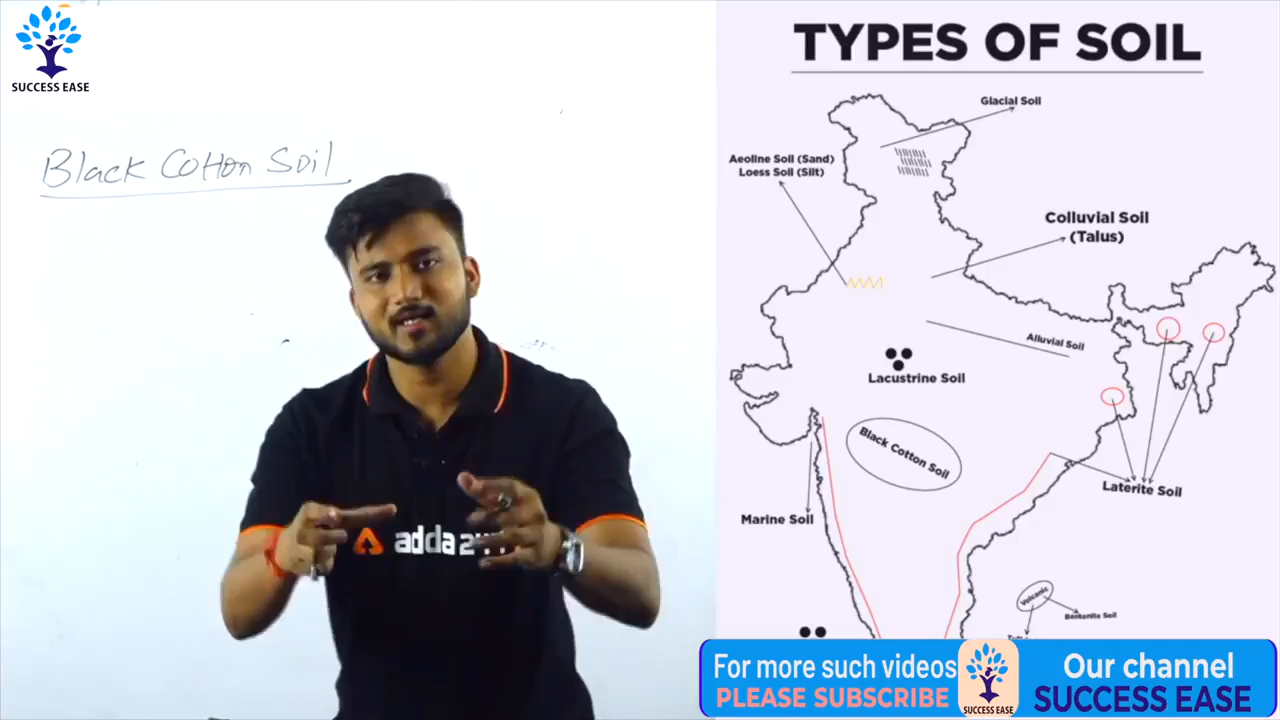 SUCCESS EASE
Black Cotton Soil
adda
TYPES OF SOIL
Glacial Soil
Aeoline Soil (Sand)
Loess Soil (Silt)
Colluvial Soil
(Talus)
Alluvial Soil
Lacustrine Soil
Black Cotton Soil
Laterite Soil
Marine Soil
Volcanic
Bentonite Soil
For more such videos
PLEASE SUBSCRIBE
SUCCESS EASE
Our channel
SUCCESS EASE